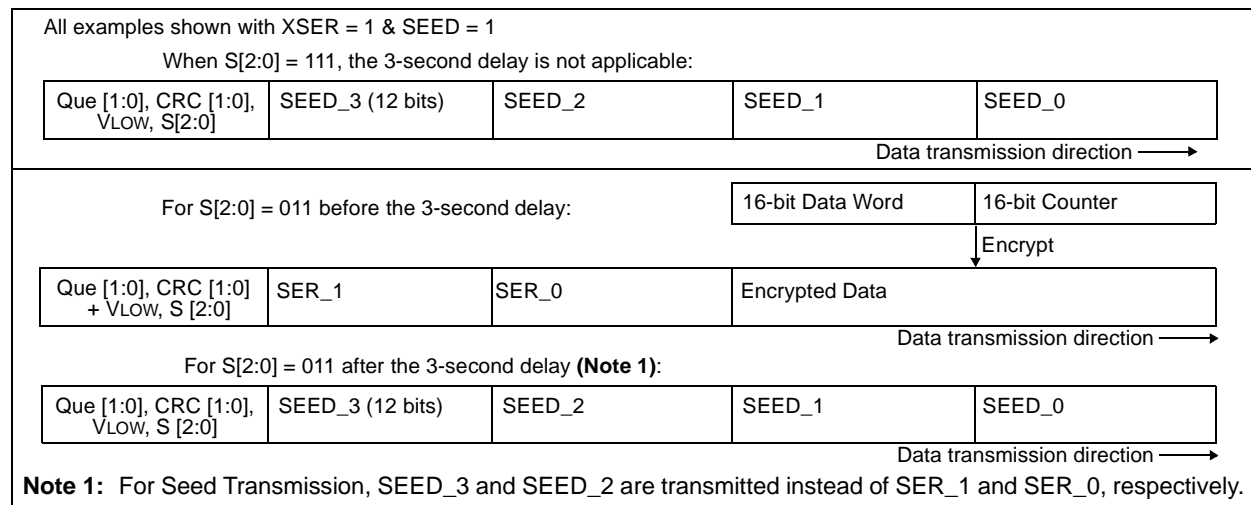 All examples shown with XSER = 1 & SEED = 1
When S[2:0] = 111, the 3-second delay is not applicable:
Que [1:0], CRC [1:0],
VLOW, S[2:0]
SEED_3 (12 bits)
SEED_2
SEED_1
SEED_0
Data transmission direction
For S[2:0] = 011 before the 3-second delay:
16-bit Data Word
16-bit Counter
Encrypt
Que [1:0], CRC [1:0]
+ VLOW, S [2:0]
SER_1
SER_0
Encrypted Data
Data transmission direction
For S[2:0] = 011 after the 3-second delay (Note 1):
Que [1:0], CRC [1:0],
VLOW, S [2:0]
SEED_3 (12 bits)
SEED_2
SEED_1
SEED_0
Data transmission direction
Note 1: For Seed Transmission, SEED_3 and SEED_2 are transmitted instead of SER_1 and SER_0, respectively.